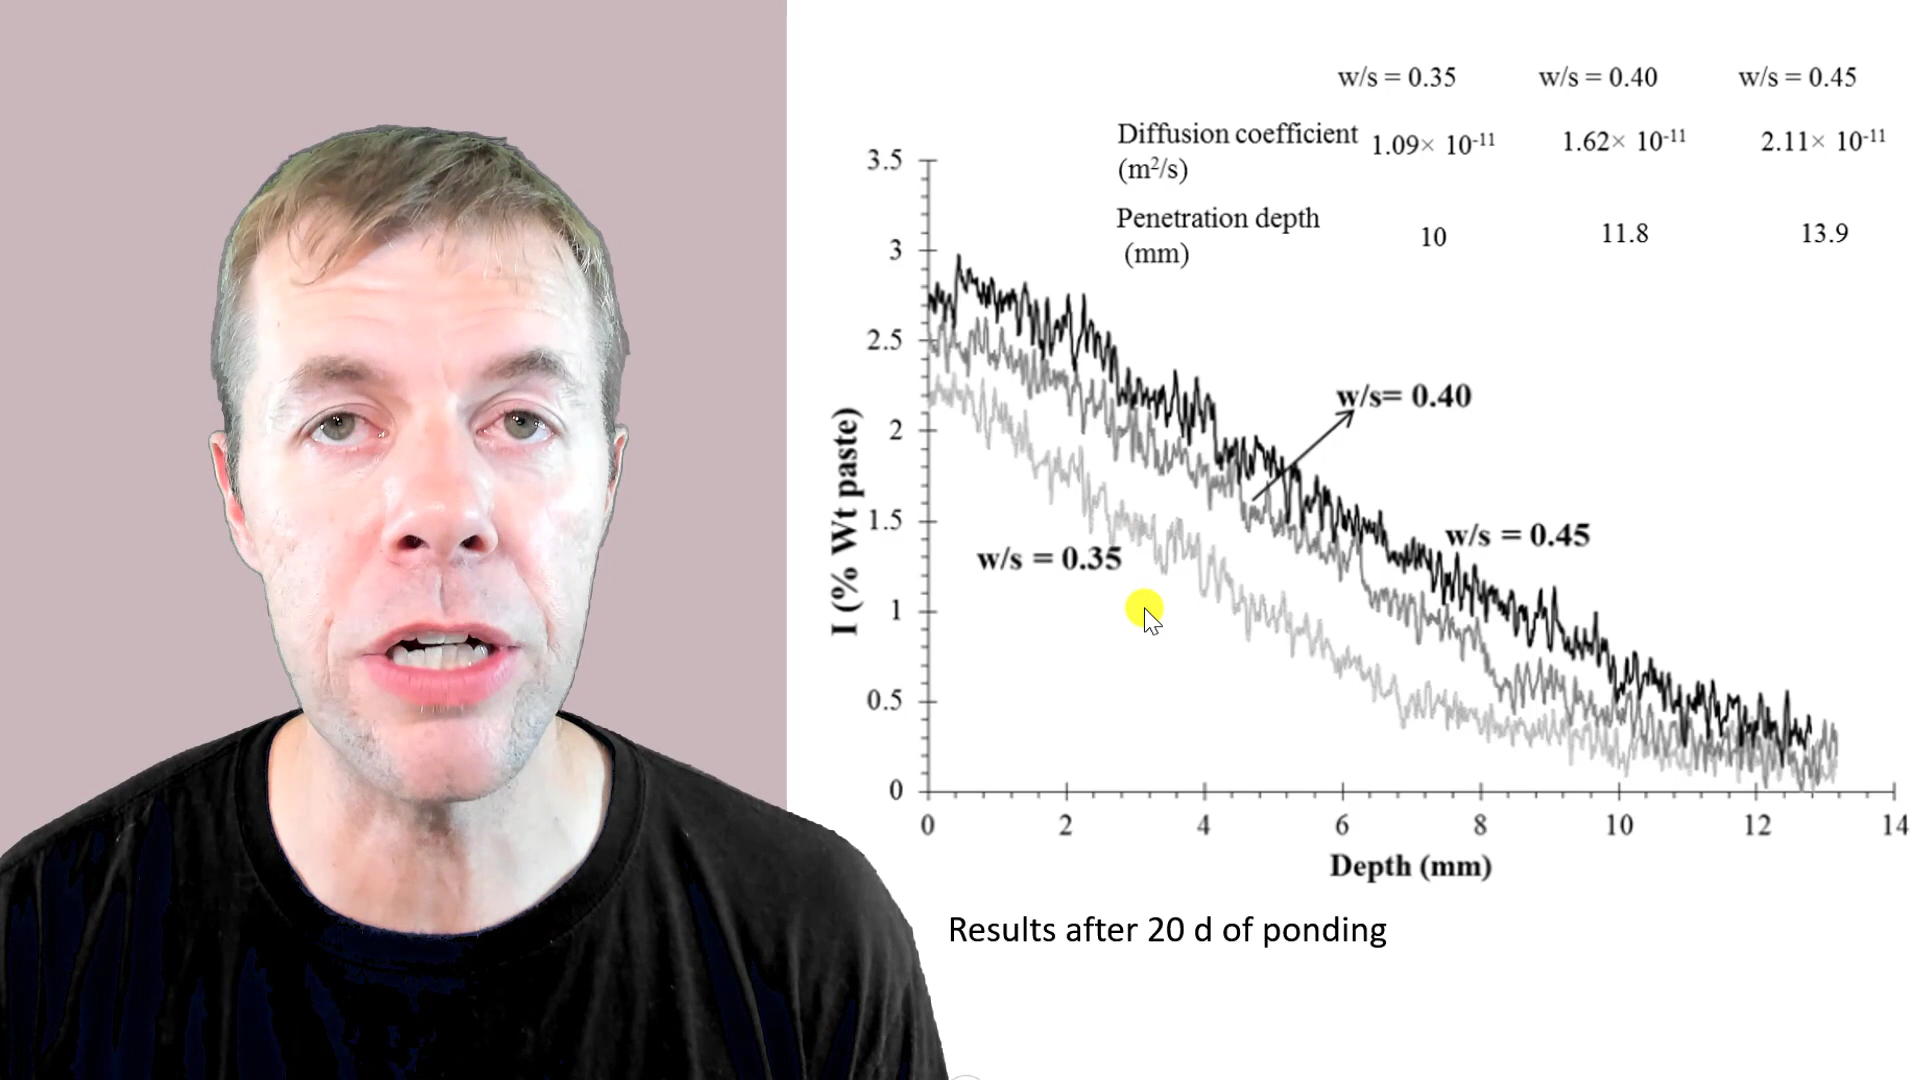 w/s = 0.35 w/s = 0.40 w/s = 0.45
Diffusion coefficient 1.09× 10⁻¹¹ 1.62× 10⁻¹¹ 2.11× 10⁻¹¹
(m²/s)
Penetration depth 10 11.8 13.9
(mm)
3.5
3
2.5
2
1.5
1
0.5
0
I (% Wt paste)
w/s= 0.40
w/s = 0.45
w/s = 0.35
0 2 4 6 8 10 12 14
Depth (mm)
Results after 20 d of ponding